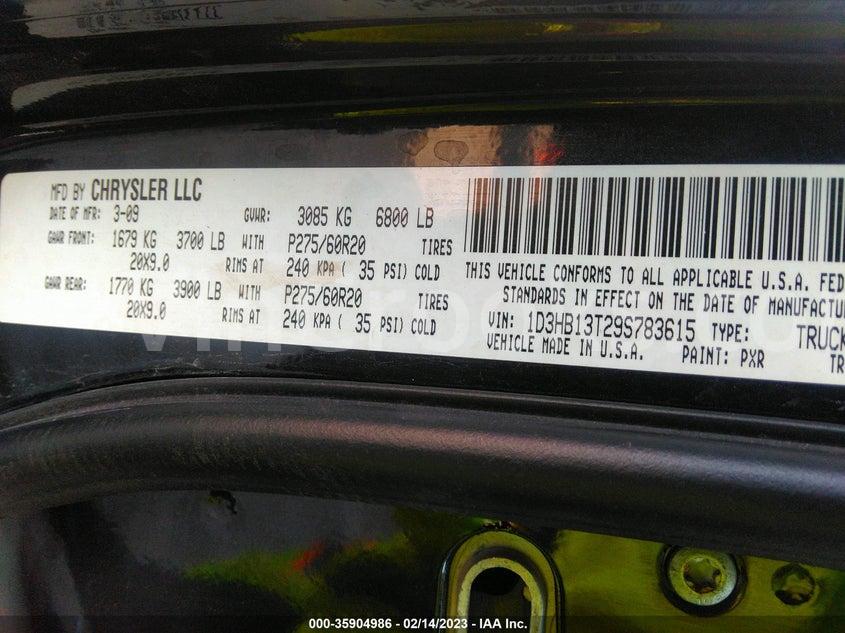 MFD BY CHRYSLER LLC
DATE OF MFR: 3-09 GVWR: 3085 KG 6800 LB
GAWR FRONT: 1679 KG 3700 LB WITH P275/60R20 TIRES
20X9.0 RIMS AT 240 KPA ( 35 PSI) COLD
GAWR REAR: 1770 KG 3900 LB WITH P275/60R20 TIRES
20X9.0 RIMS AT 240 KPA ( 35 PSI) COLD
THIS VEHICLE CONFORMS TO ALL APPLICABLE U.S.A. FED
STANDARDS IN EFFECT ON THE DATE OF MANUFACTU
VIN: 1D3HB13T29S783615 TYPE: TRUCK
VEHICLE MADE IN U.S.A. PAINT: PXR TR
000-35904986 - 02/14/2023 - IAA Inc.